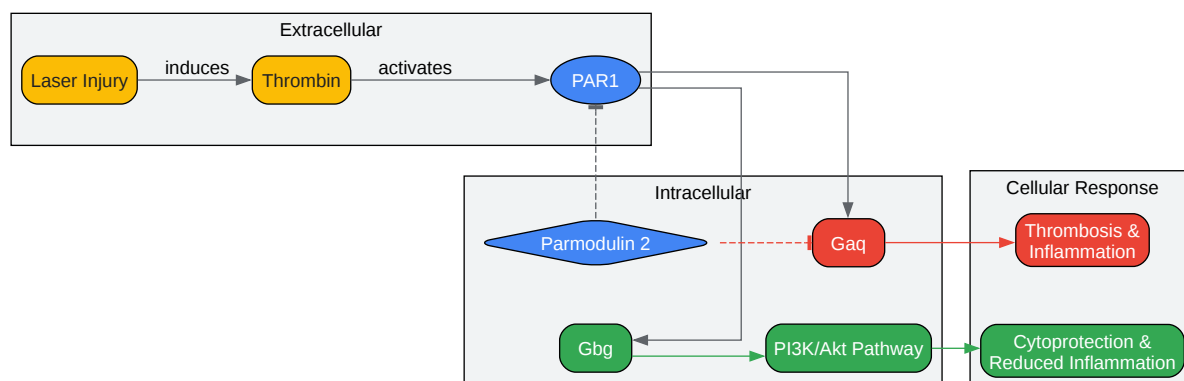 Extracellular
Laser Injury
induces
Thrombin
activates
PAR1
Intracellular
Parmodulin 2
Gaq
Gbg
PI3K/Akt Pathway
Cellular Response
Thrombosis &
Inflammation
Cytoprotection &
Reduced Inflammation